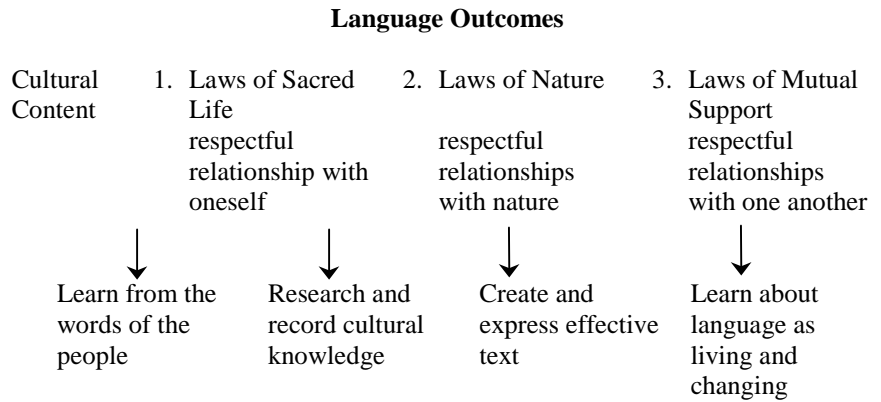 Language Outcomes
Cultural Content
1. Laws of Sacred Life
respectful relationship with oneself
2. Laws of Nature
respectful relationships with nature
3. Laws of Mutual Support
respectful relationships with one another
Learn from the
words of the
people
Research and
record cultural
knowledge
Create and
express effective
text
Learn about
language as
living and
changing